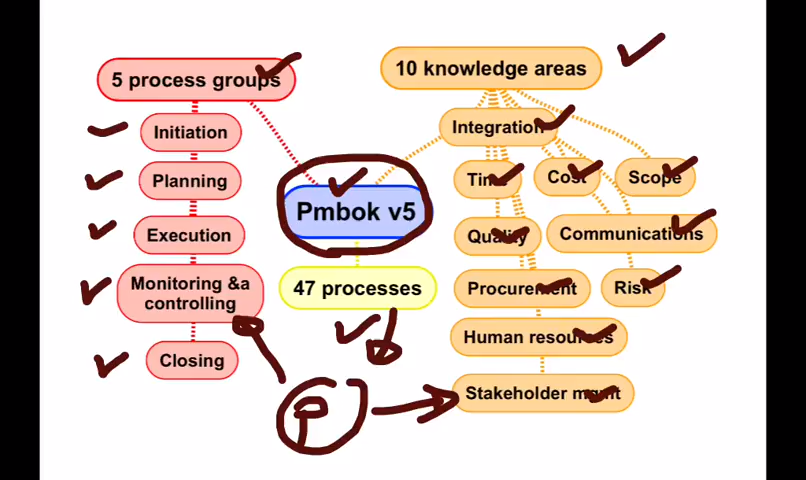 5 process groups
Initiation
Planning
Execution
Monitoring &a
controlling
Closing
Pmbok v5
47 processes
P
10 knowledge areas
Integration
Time
Cost
Scope
Quality
Communications
Procurement
Risk
Human resources
Stakeholder mgmt